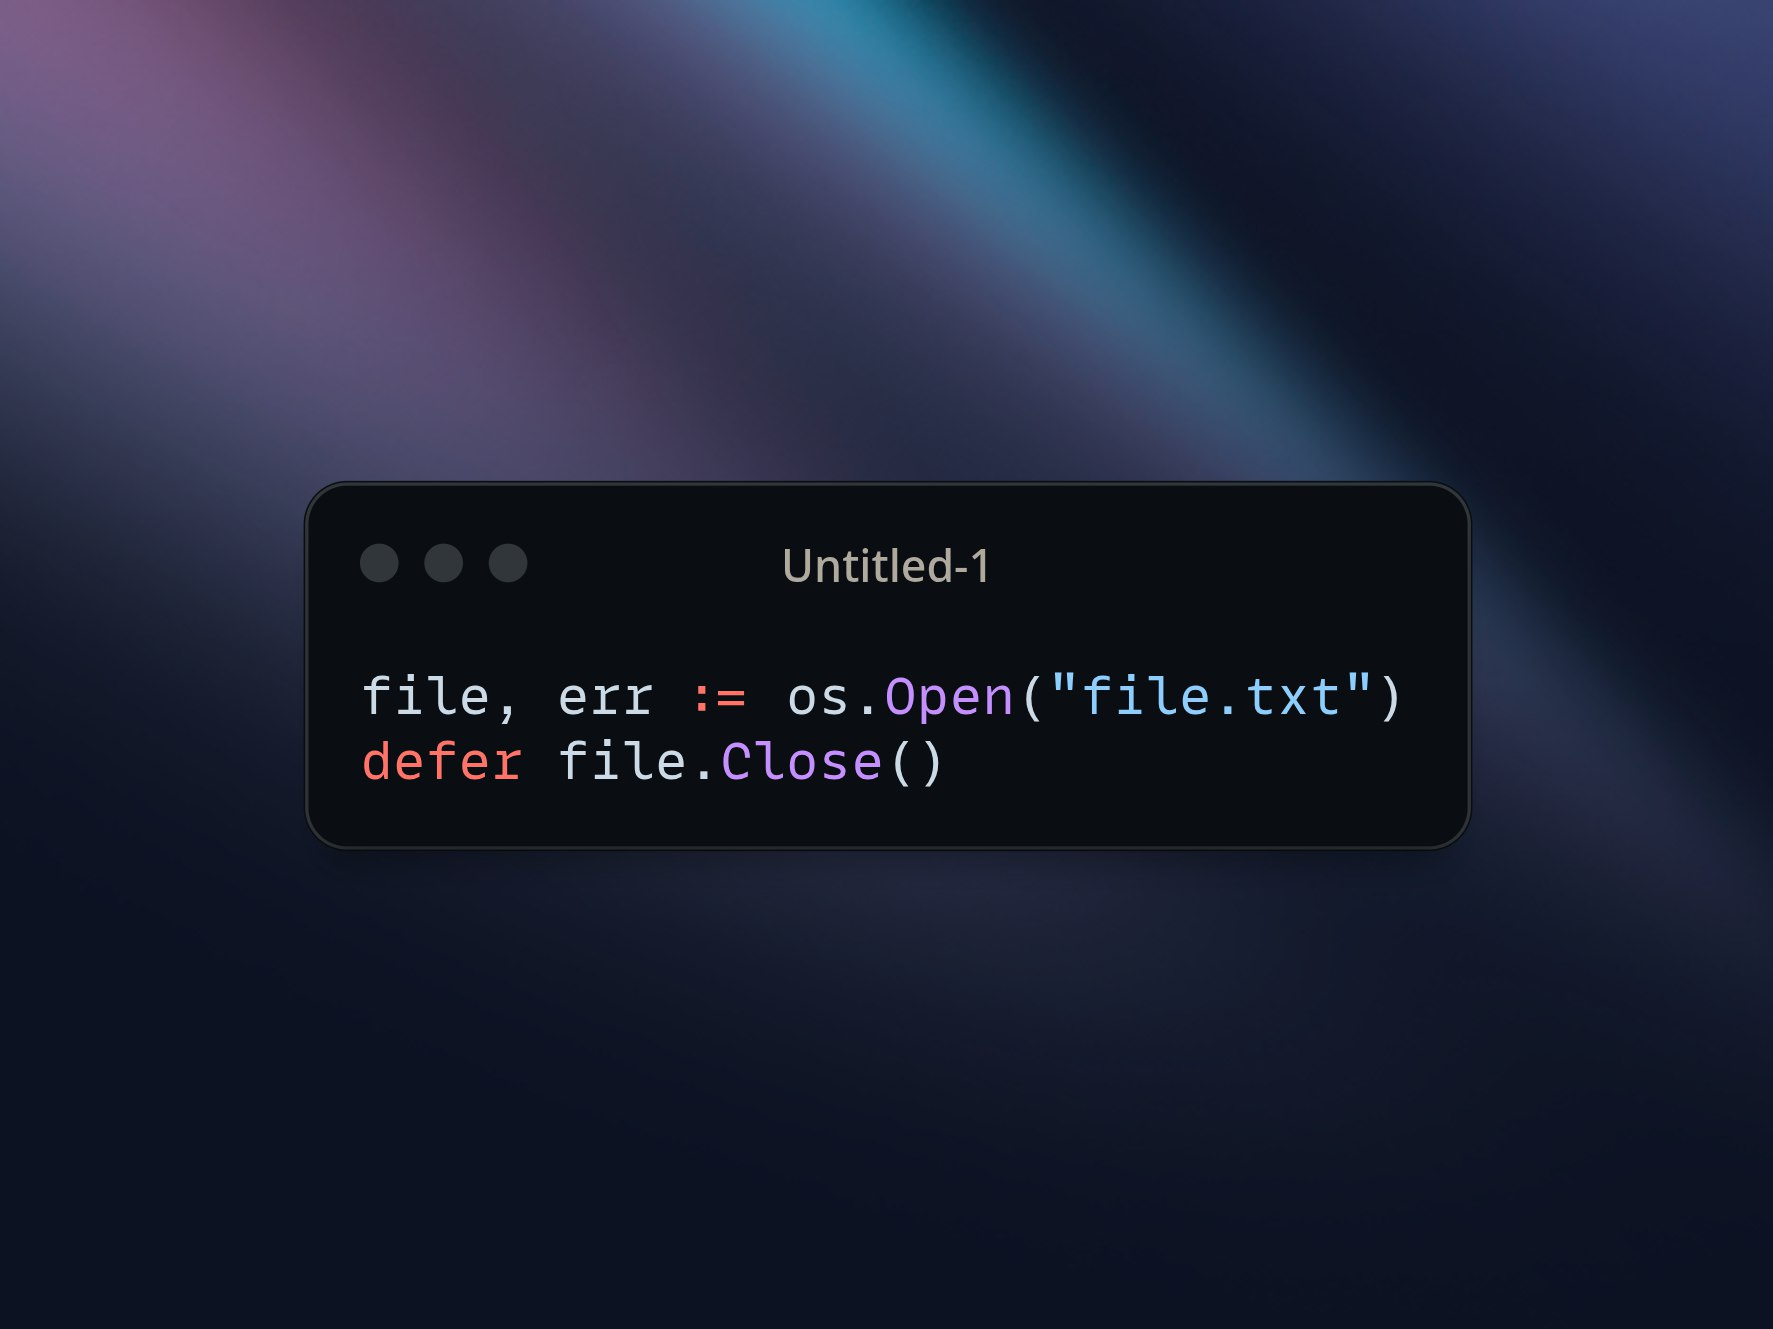 Untitled-1
file, err := os.Open("file.txt")
defer file.Close()